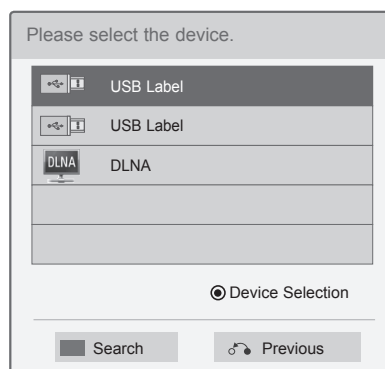 Please select the device.
USB Label
USB Label
DLNA DLNA
Device Selection
Search Previous